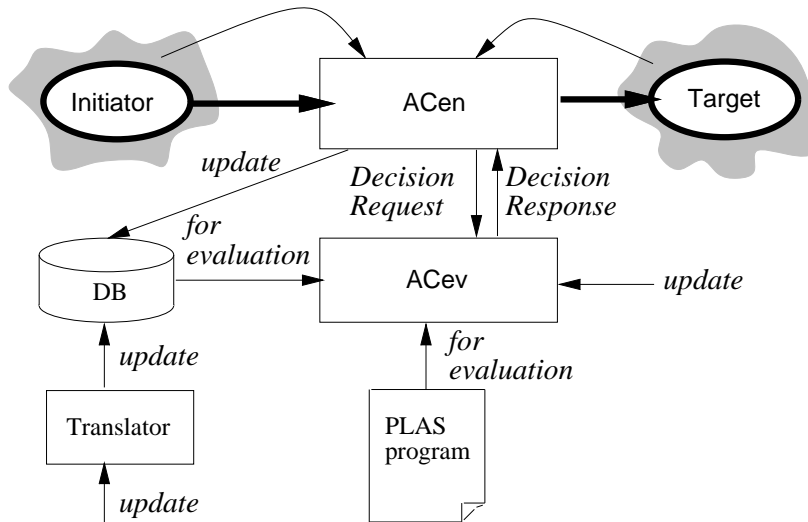 Initiator
ACen
Target
update
Decision
Request
Decision
Response
for
evaluation
DB
ACev
update
update
for
evaluation
Translator
PLAS
program
update